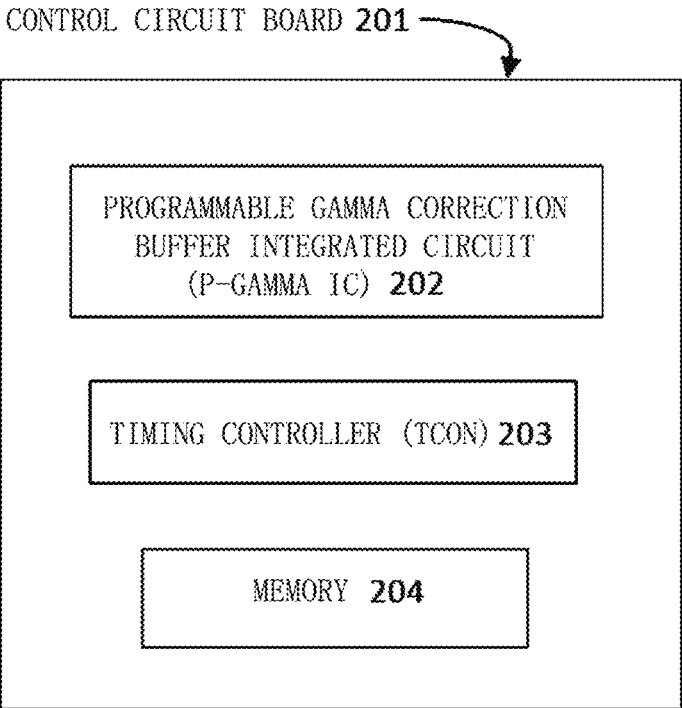 CONTROL CIRCUIT BOARD 201
PROGRAMMABLE GAMMA CORRECTION
BUFFER INTEGRATED CIRCUIT
(P-GAMMA IC) 202
TIMING CONTROLLER (TCON) 203
MEMORY 204